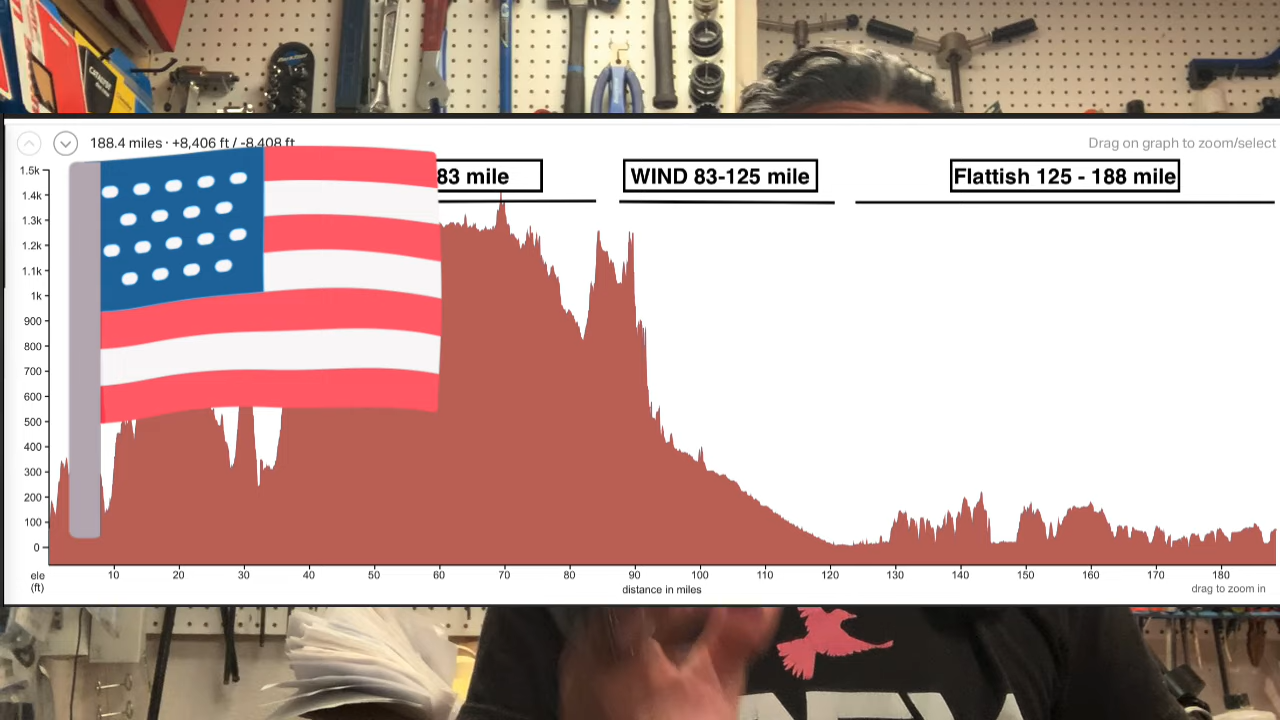 188.4 miles · +8,406 ft / -8,408 ft
Drag on graph to zoom/select
83 mile
WIND 83-125 mile
Flattish 125 - 188 mile
1.5k
1.4k
1.3k
1.2k
1.1k
1k
900
800
700
600
500
400
300
200
100
0
ele
(ft)
10 20 30 40 50 60 70 80 90 100 110 120 130 140 150 160 170 180
distance in miles
drag to zoom in